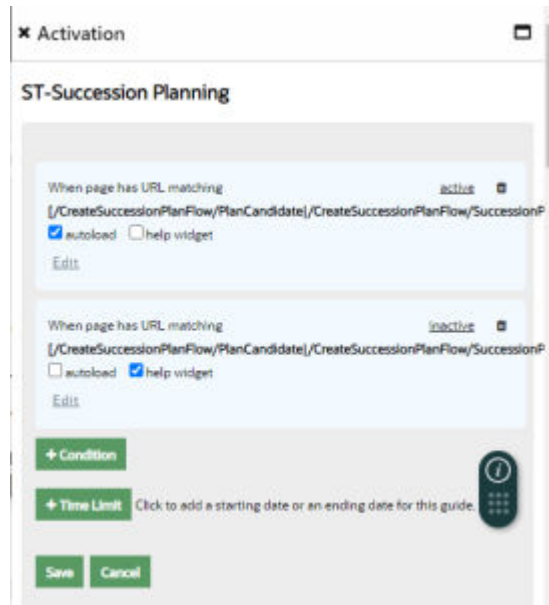 ✖ Activation
ST-Succession Planning
When page has URL matching active
[/CreateSuccessionPlanFlow/PlanCandidate|/CreateSuccessionPlanFlow/SuccessionP
autoload help widget
Edit
When page has URL matching inactive
[/CreateSuccessionPlanFlow/PlanCandidate|/CreateSuccessionPlanFlow/SuccessionP
autoload help widget
Edit
+ Condition
+ Time Limit Click to add a starting date or an ending date for this guide.
Save Cancel